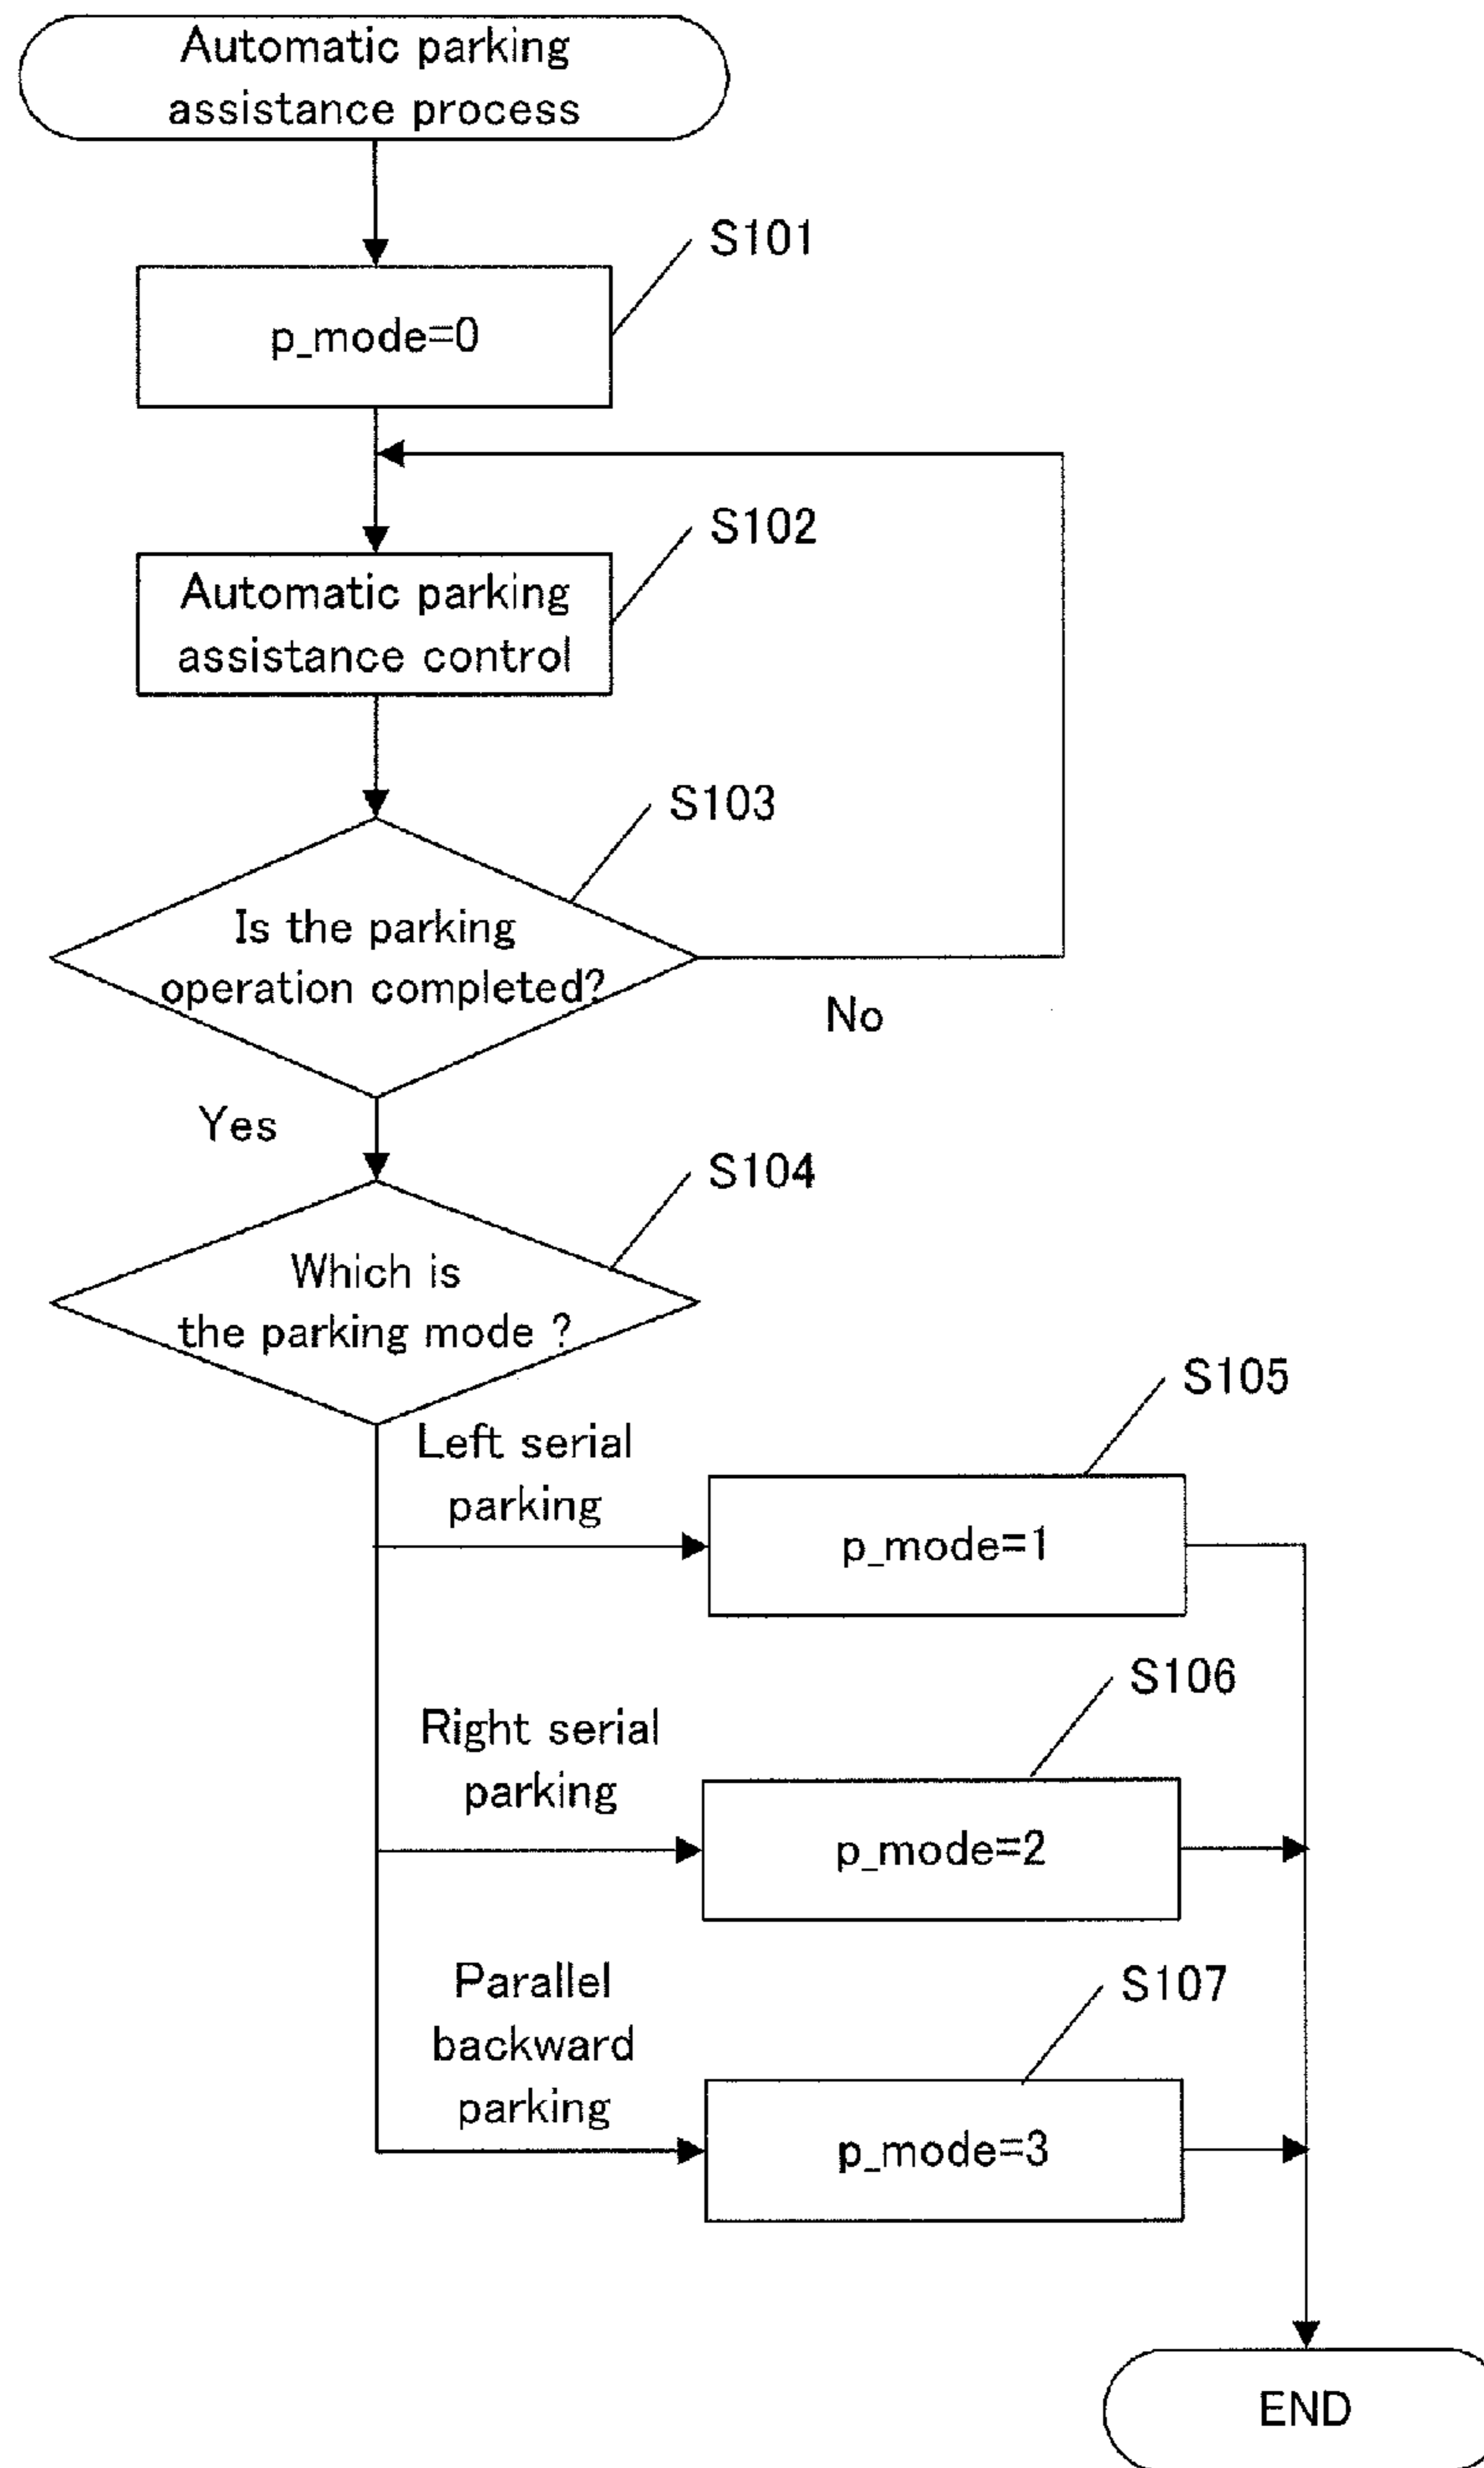 Automatic parking
assistance process
S101
p_mode=0
S102
Automatic parking
assistance control
S103
Is the parking
operation completed?
No
Yes
S104
Which is
the parking mode ?
S105
Left serial
parking
p_mode=1
S106
Right serial
parking
p_mode=2
S107
Parallel
backward
parking
p_mode=3
END